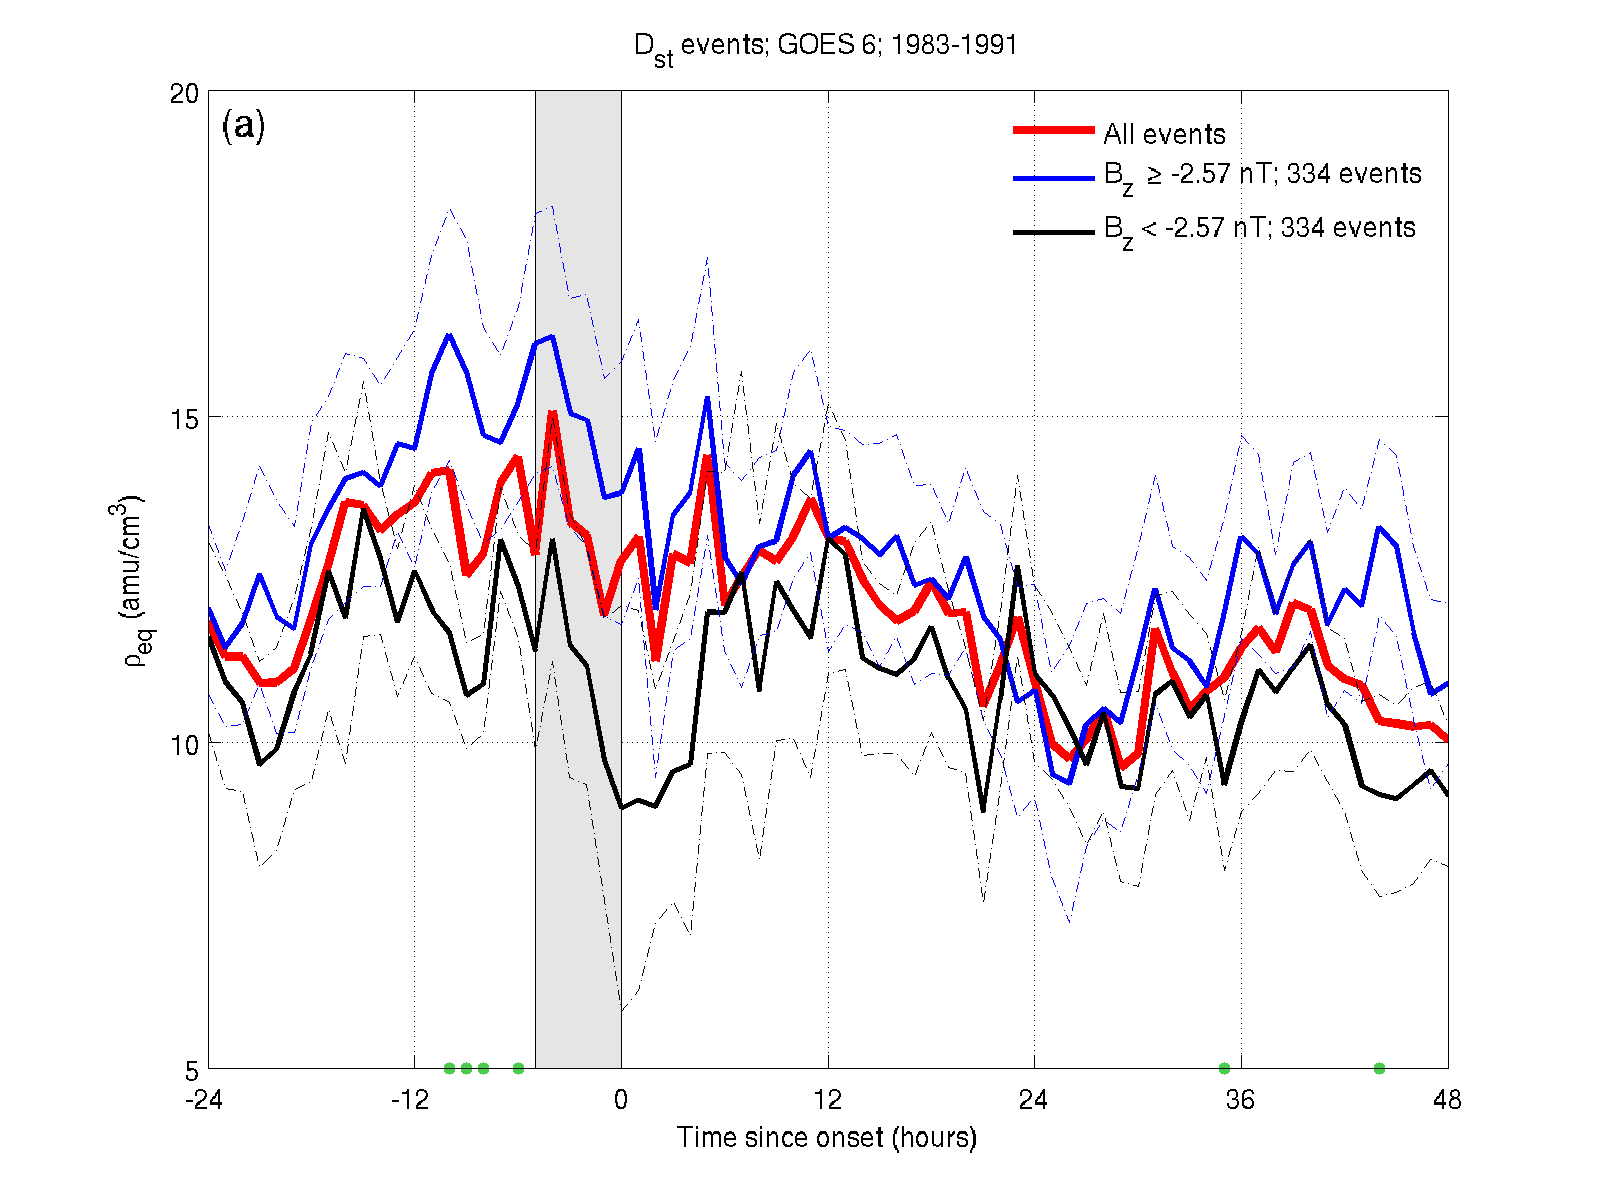 D_st events; GOES 6; 1983-1991
(a)
All events
B_z ≥ -2.57 nT; 334 events
B_z < -2.57 nT; 334 events
20
15
10
5
ρ_eq (amu/cm^3)
-24 -12 0 12 24 36 48
Time since onset (hours)